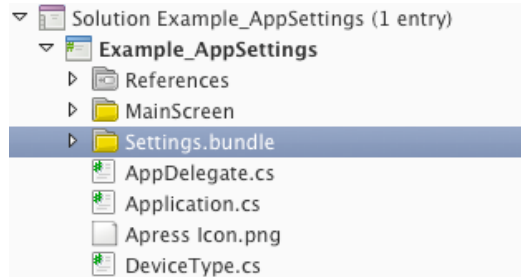 Solution Example_AppSettings (1 entry)
Example_AppSettings
References
MainScreen
Settings.bundle
AppDelegate.cs
Application.cs
Apress Icon.png
DeviceType.cs